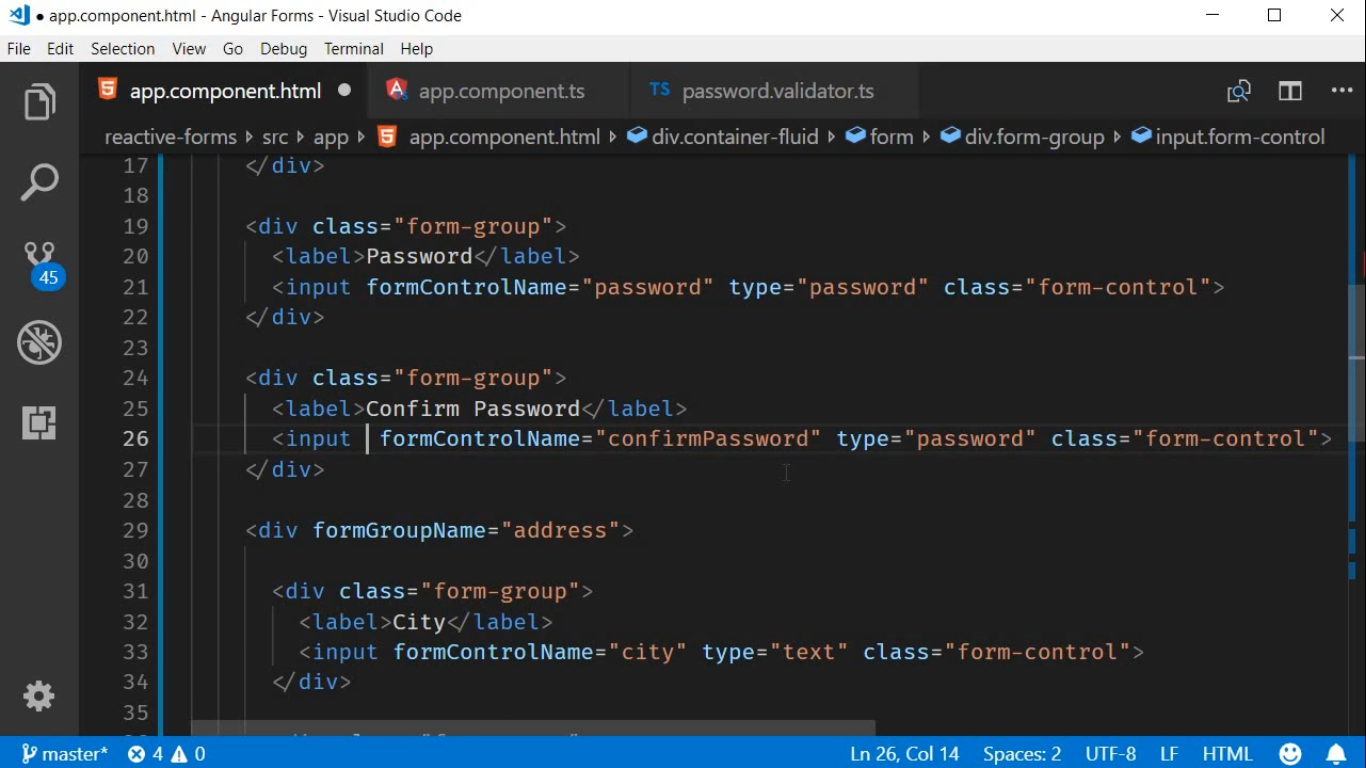 app.component.html - Angular Forms - Visual Studio Code
File Edit Selection View Go Debug Terminal Help
app.component.html app.component.ts TS password.validator.ts
reactive-forms src app app.component.html div.container-fluid form div.form-group input.form-control
17 </div>
18
19 <div class="form-group">
20 <label>Password</label>
21 <input formControlName="password" type="password" class="form-control">
22 </div>
23
24 <div class="form-group">
25 <label>Confirm Password</label>
26 <input formControlName="confirmPassword" type="password" class="form-control">
27 </div>
28
29 <div formGroupName="address">
30
31 <div class="form-group">
32 <label>City</label>
33 <input formControlName="city" type="text" class="form-control">
34 </div>
35
45
master* 4 0 Ln 26, Col 14 Spaces: 2 UTF-8 LF HTML